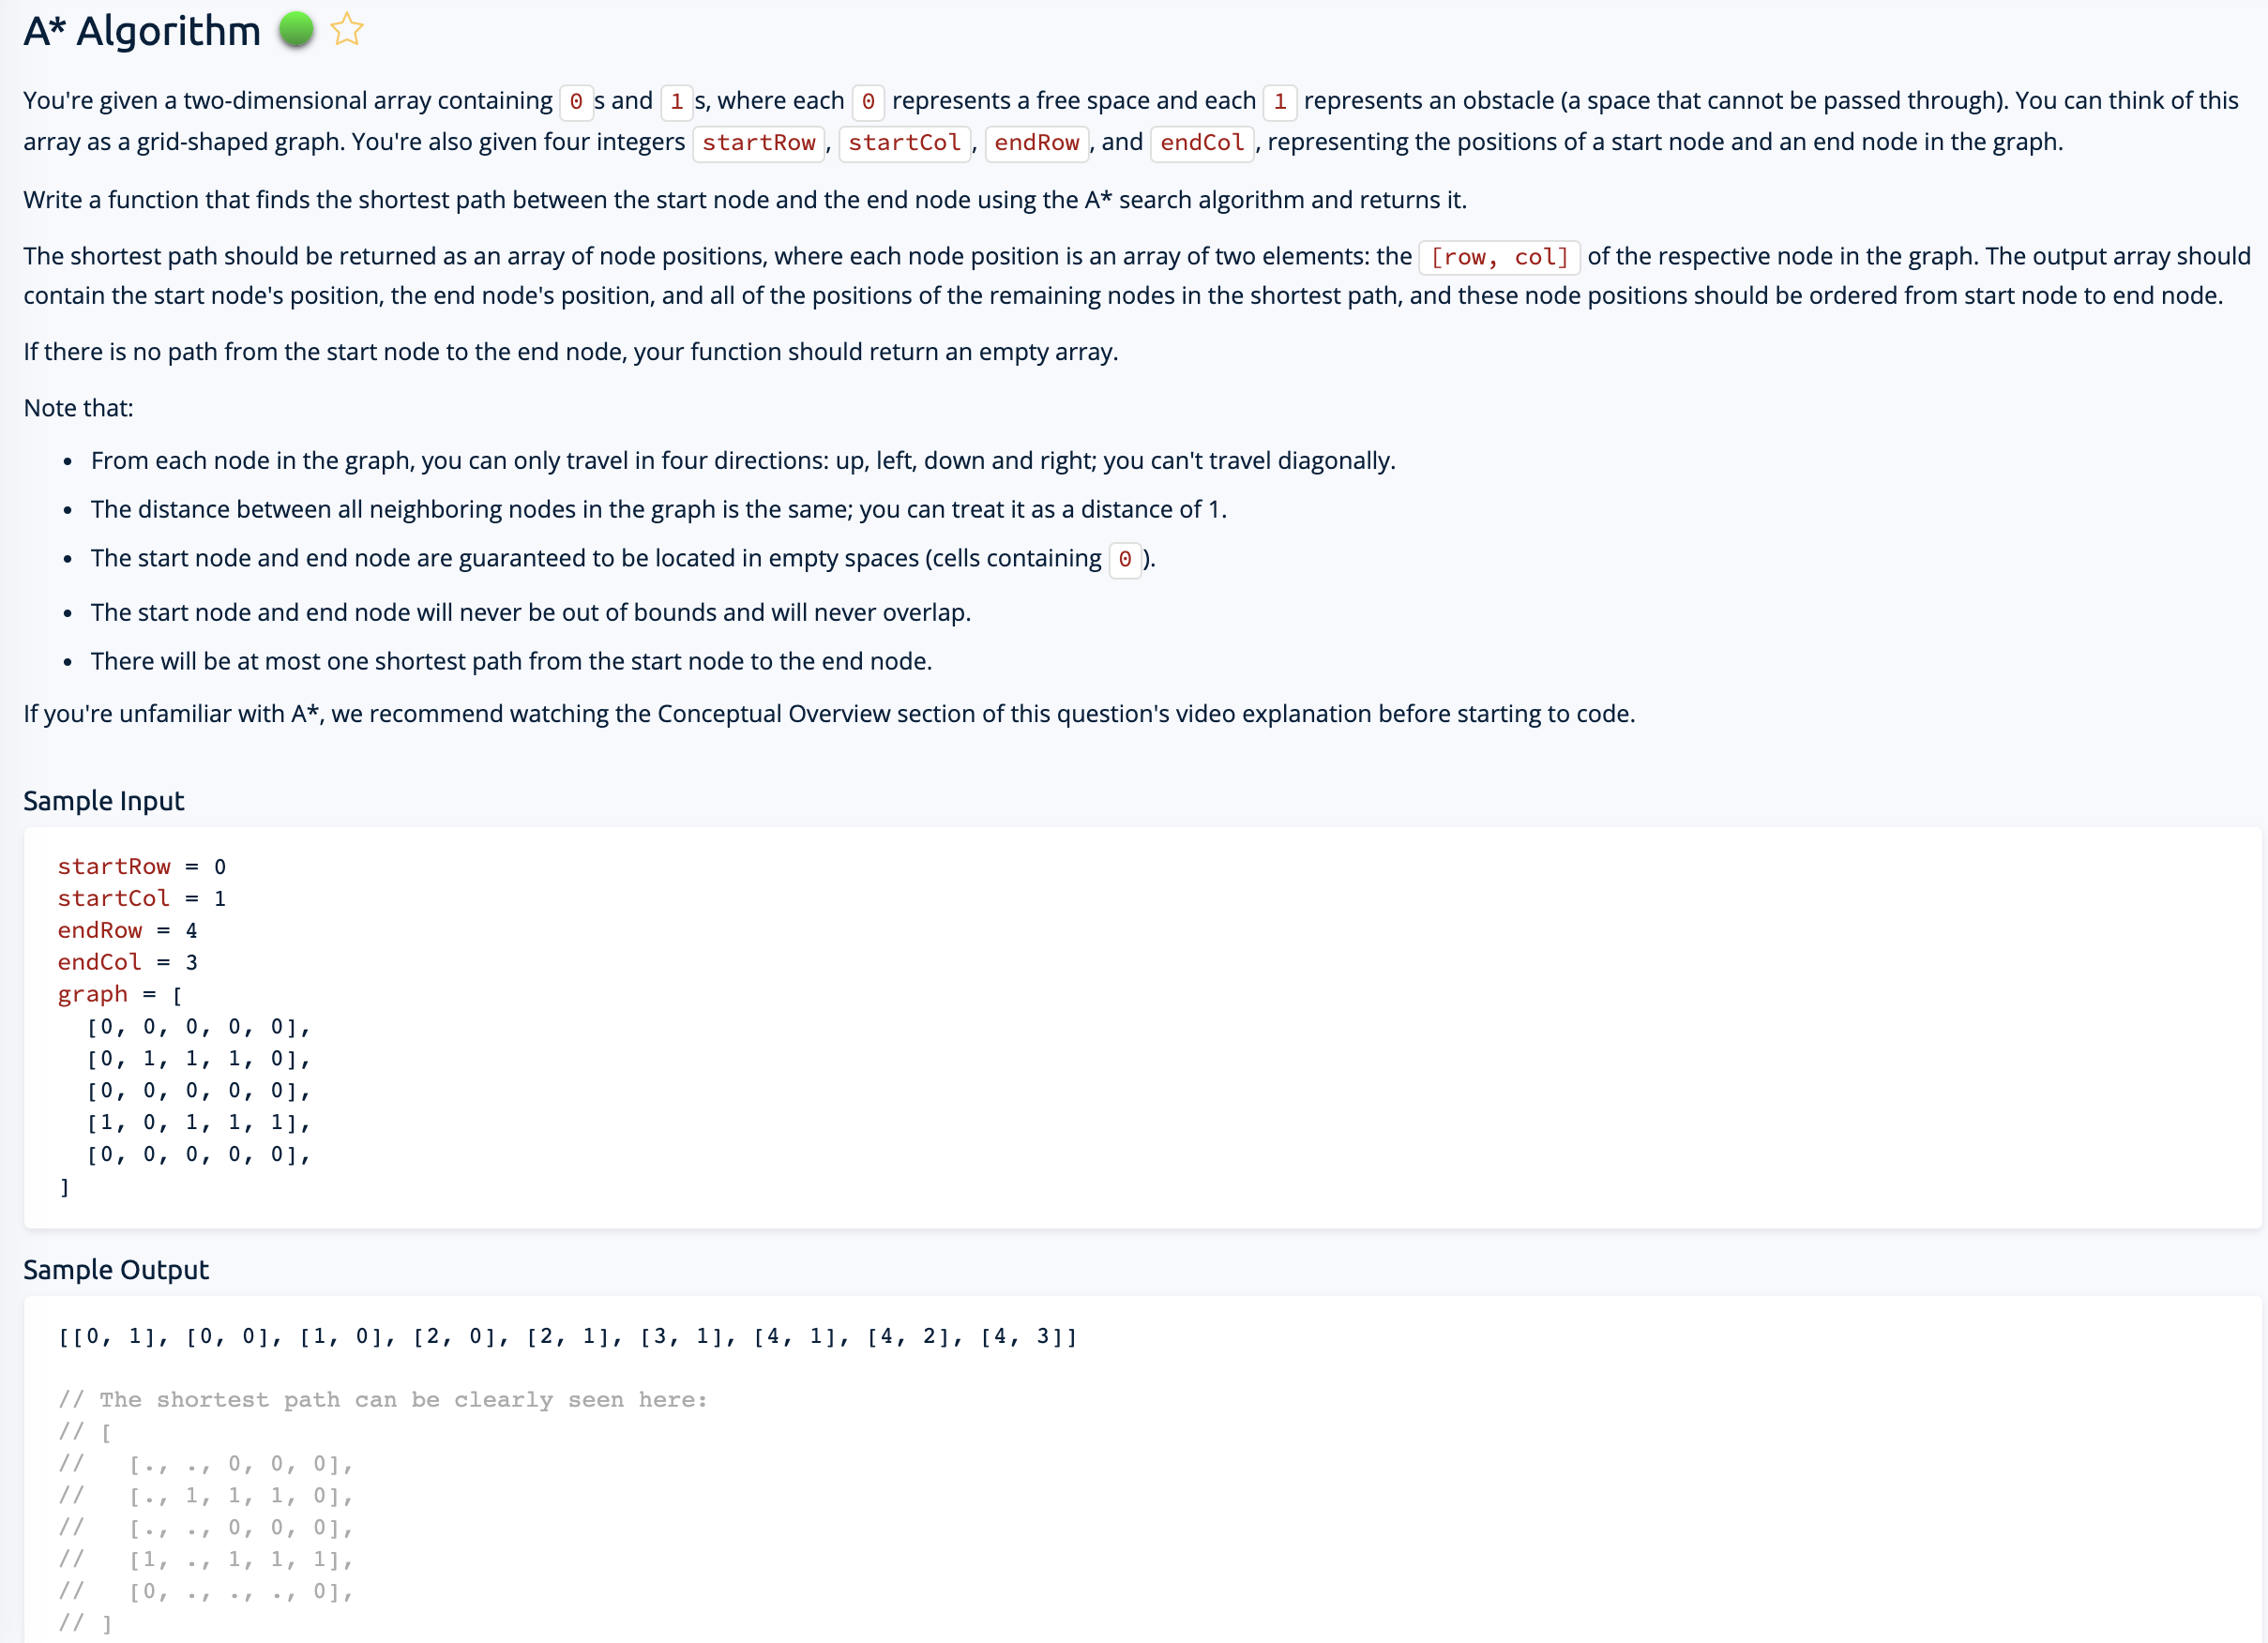 A* Algorithm
You're given a two-dimensional array containing 0 s and 1 s, where each 0 represents a free space and each 1 represents an obstacle (a space that cannot be passed through). You can think of this
array as a grid-shaped graph. You're also given four integers startRow , startCol , endRow , and endCol , representing the positions of a start node and an end node in the graph.
Write a function that finds the shortest path between the start node and the end node using the A* search algorithm and returns it.
The shortest path should be returned as an array of node positions, where each node position is an array of two elements: the [row, col] of the respective node in the graph. The output array should
contain the start node's position, the end node's position, and all of the positions of the remaining nodes in the shortest path, and these node positions should be ordered from start node to end node.
If there is no path from the start node to the end node, your function should return an empty array.
Note that:
• From each node in the graph, you can only travel in four directions: up, left, down and right; you can't travel diagonally.
• The distance between all neighboring nodes in the graph is the same; you can treat it as a distance of 1.
• The start node and end node are guaranteed to be located in empty spaces (cells containing 0 ).
• The start node and end node will never be out of bounds and will never overlap.
• There will be at most one shortest path from the start node to the end node.
If you're unfamiliar with A*, we recommend watching the Conceptual Overview section of this question's video explanation before starting to code.
Sample Input
startRow = 0
startCol = 1
endRow = 4
endCol = 3
graph = [
  [0, 0, 0, 0, 0],
  [0, 1, 1, 1, 0],
  [0, 0, 0, 0, 0],
  [1, 0, 1, 1, 1],
  [0, 0, 0, 0, 0],
]
Sample Output
[[0, 1], [0, 0], [1, 0], [2, 0], [2, 1], [3, 1], [4, 1], [4, 2], [4, 3]]
// The shortest path can be clearly seen here:
// [
//   [., ., 0, 0, 0],
//   [., 1, 1, 1, 0],
//   [., ., 0, 0, 0],
//   [1, ., 1, 1, 1],
//   [0, ., ., ., 0],
// ]